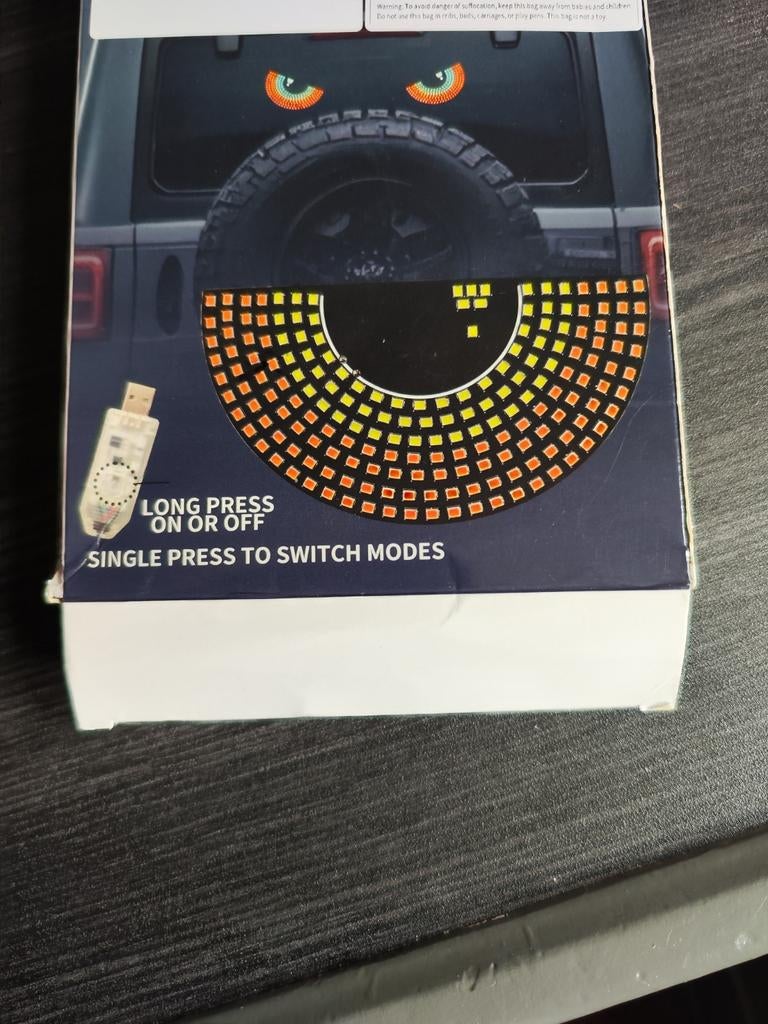 Warning: To avoid danger of suffocation, keep this bag away from babies and children.
Do not use this bag in cribs, beds, carriages, or play pens. This bag is not a toy.
LONG PRESS
ON OR OFF
SINGLE PRESS TO SWITCH MODES